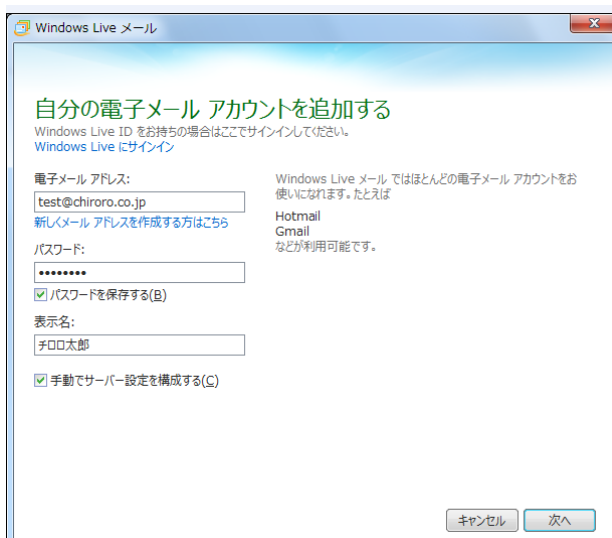 Windows Live メール
自分の電子メール アカウントを追加する
Windows Live ID をお持ちの場合はここでサインインしてください。
Windows Live にサインイン
電子メール アドレス:
test@chiroro.co.jp
新しくメール アドレスを作成する方はこちら
パスワード:
••••••••
パスワードを保存する(B)
表示名:
チロロ太郎
手動でサーバー設定を構成する(C)
Windows Live メール ではほとんどの電子メール アカウントをお
使いになれます。たとえば
Hotmail
Gmail
などが利用可能です。
キャンセル
次へ